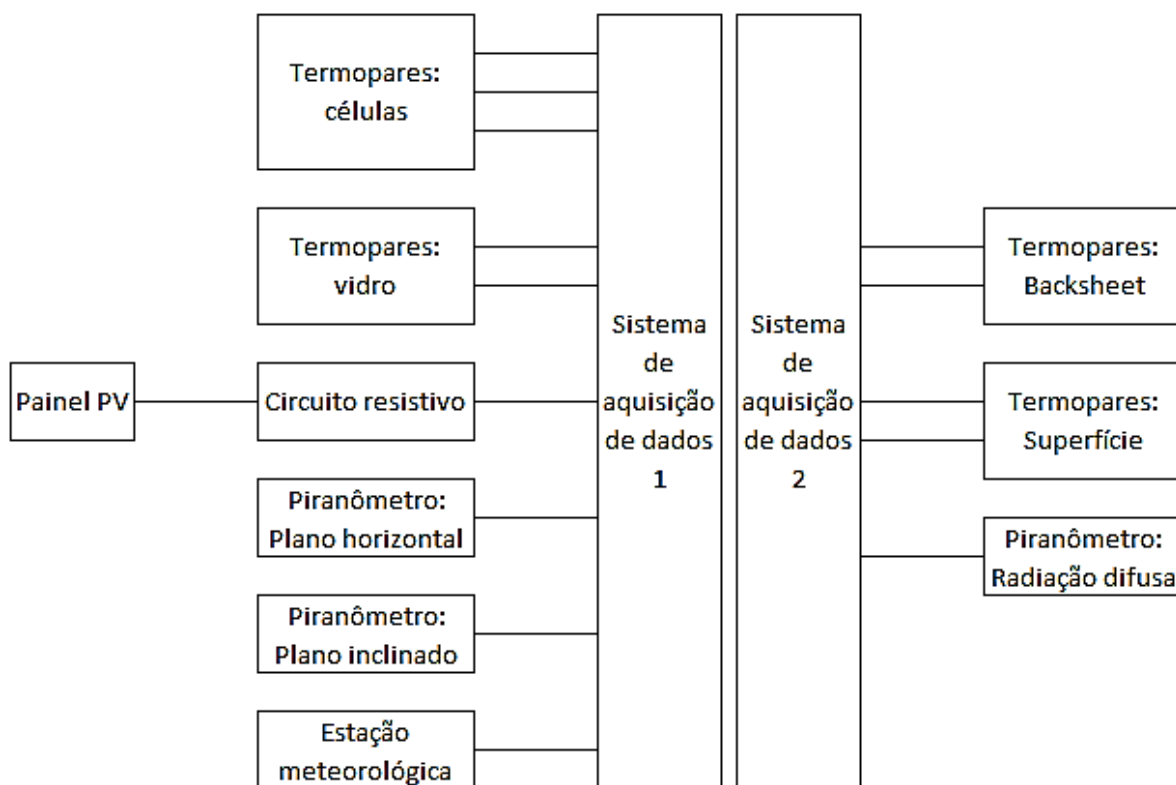 Termopares:
células
Termopares:
vidro
Painel PV
Circuito resistivo
Piranômetro:
Plano horizontal
Piranômetro:
Plano inclinado
Estação
meteorológica
Sistema
de
aquisição
de dados
1
Sistema
de
aquisição
de dados
2
Termopares:
Backsheet
Termopares:
Superfície
Piranômetro:
Radiação difusa